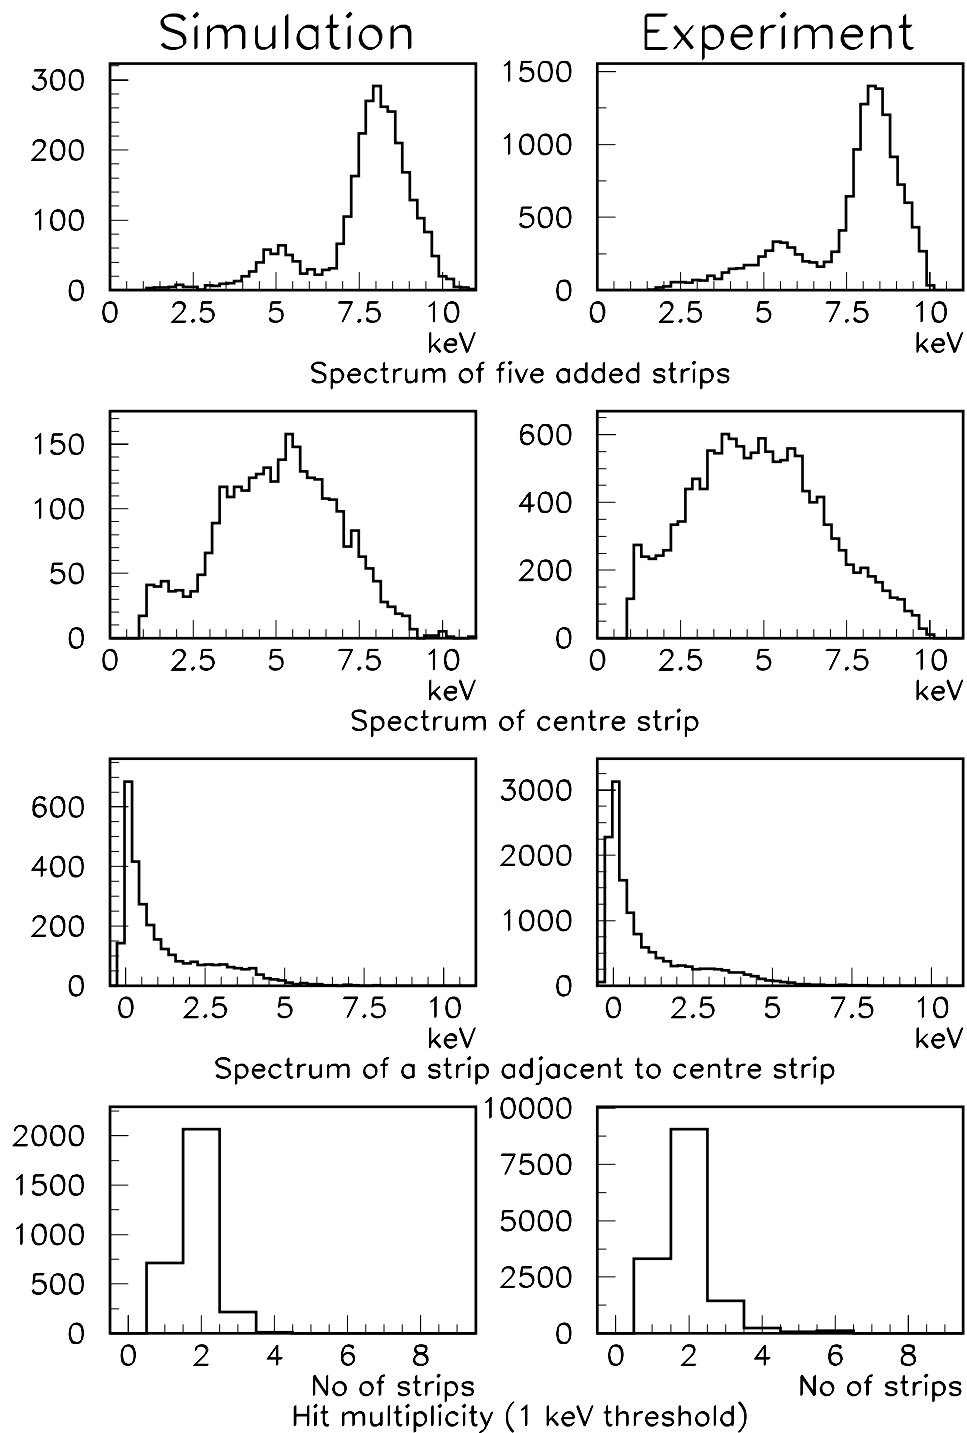 Simulation Experiment
300
200
100
0
0 2.5 5 7.5 10
keV
1500
1000
500
0
0 2.5 5 7.5 10
keV
Spectrum of five added strips
150
100
50
0
0 2.5 5 7.5 10
keV
600
400
200
0
0 2.5 5 7.5 10
keV
Spectrum of centre strip
600
400
200
0
0 2.5 5 7.5 10
keV
3000
2000
1000
0
0 2.5 5 7.5 10
keV
Spectrum of a strip adjacent to centre strip
2000
1500
1000
500
0
0 2 4 6 8
No of strips
10000
7500
5000
2500
0
0 2 4 6 8
No of strips
Hit multiplicity (1 keV threshold)